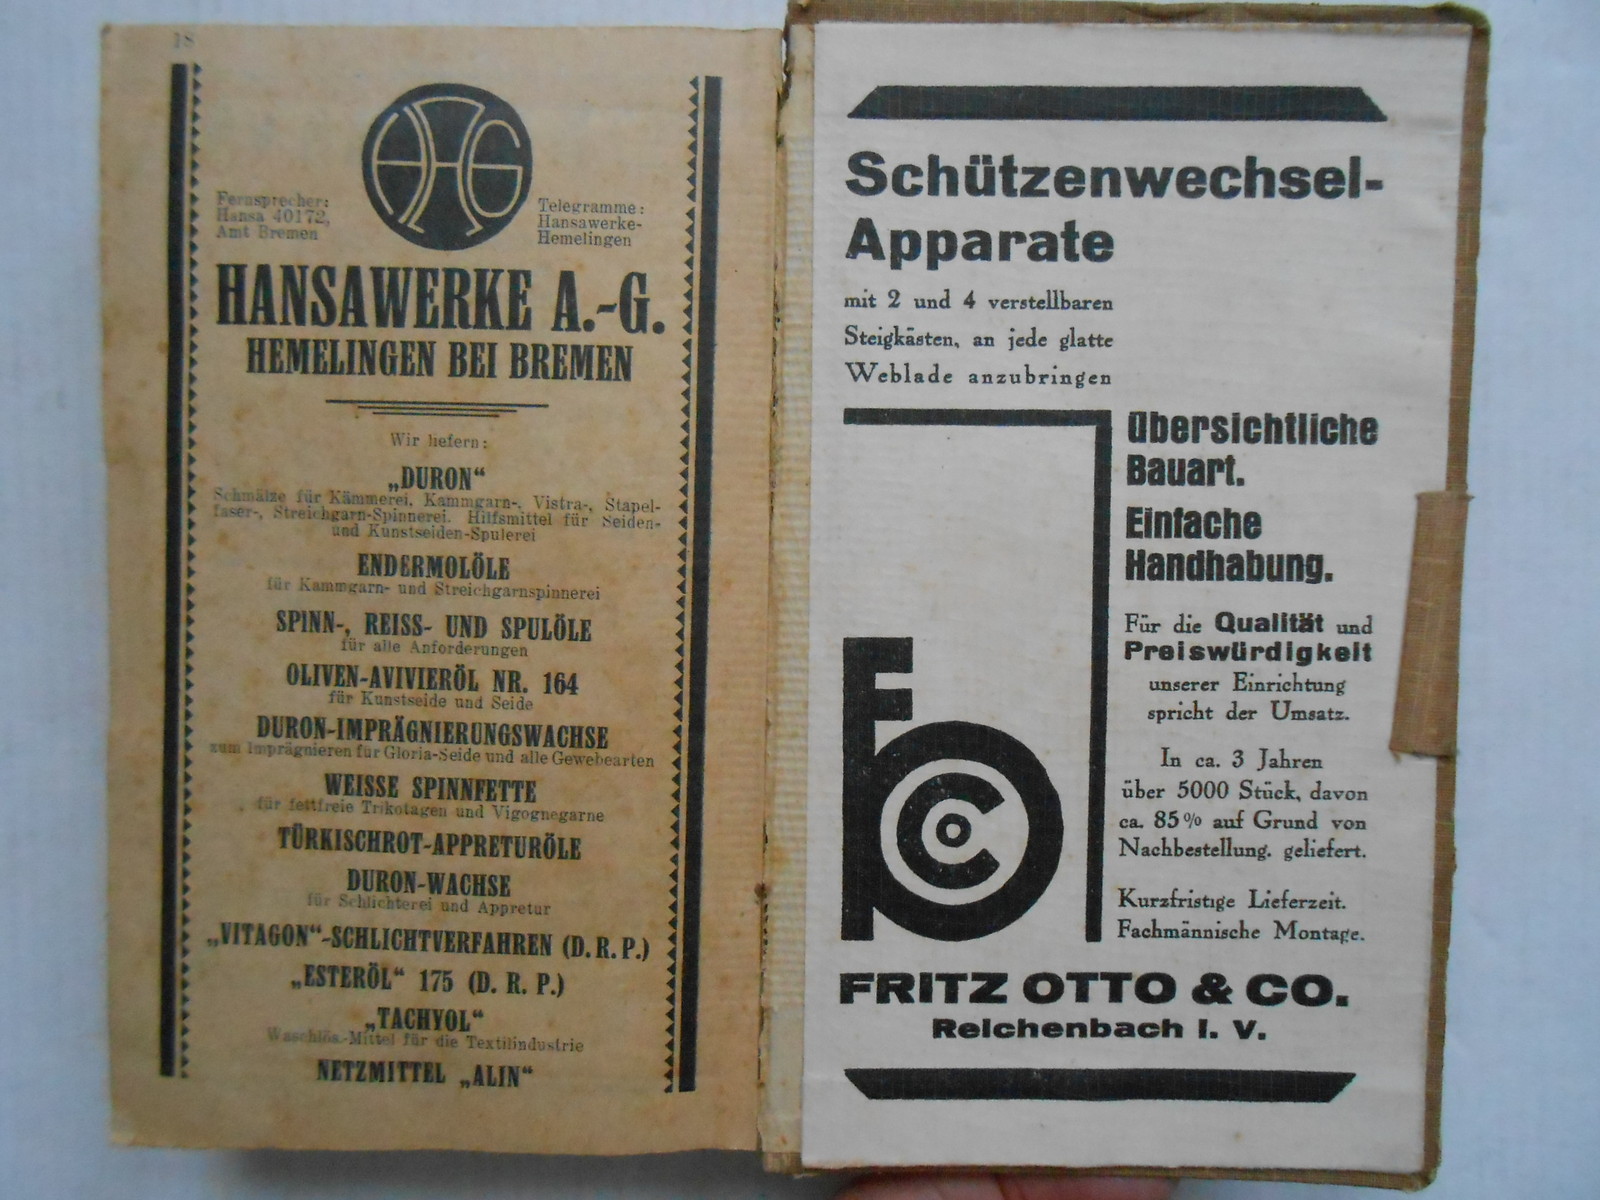 18
AHG
Fernsprecher:
Hansa 40172,
Amt Bremen
Telegramme:
Hansawerke-
Hemelingen
HANSAWERKE A.-G.
HEMELINGEN BEI BREMEN
Wir liefern:
„DURON“
Schmälze für Kämmerei, Kammgarn-, Vistra-, Stapel-
faser-, Streichgarn-Spinnerei. Hilfsmittel für Seiden-
und Kunstseiden-Spulerei
ENDERMOLÖLE
für Kammgarn- und Streichgarnspinnerei
SPINN-, REISS- UND SPULÖLE
für alle Anforderungen
OLIVEN-AVIVIERÖL NR. 164
für Kunstseide und Seide
DURON-IMPRÄGNIERUNGSWACHSE
zum Imprägnieren für Gloria-Seide und alle Gewebearten
WEISSE SPINNFETTE
für fettfreie Trikotagen und Vigognegarne
TÜRKISCHROT-APPRETURÖLE
DURON-WACHSE
für Schlichterei und Appretur
„VITAGON“-SCHLICHTVERFAHREN (D. R. P.)
„ESTERÖL“ 175 (D. R. P.)
„TACHYOL“
Waschlös.-Mittel für die Textilindustrie
NETZMITTEL „ALIN“
Schützenwechsel-
Apparate
mit 2 und 4 verstellbaren
Steigkästen, an jede glatte
Weblade anzubringen
Übersichtliche
Bauart.
Einfache
Handhabung.
Für die Qualität und
Preiswürdigkeit
unserer Einrichtung
spricht der Umsatz.
In ca. 3 Jahren
über 5000 Stück, davon
ca. 85% auf Grund von
Nachbestellung. geliefert.
Kurzfristige Lieferzeit.
Fachmännische Montage.
FOCo
FRITZ OTTO & CO.
Reichenbach I. V.